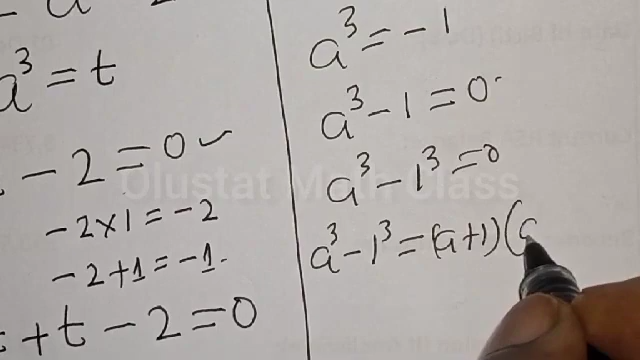 a³ = t
- 2 = 0 ✓
-2×1 = -2
-2+1 = -1.
+ t - 2 = 0
a³ = -1
a³ - 1 = 0
a³ - 1³ = 0
a³ - 1³ = (a+1)(a
Olustat Math Class